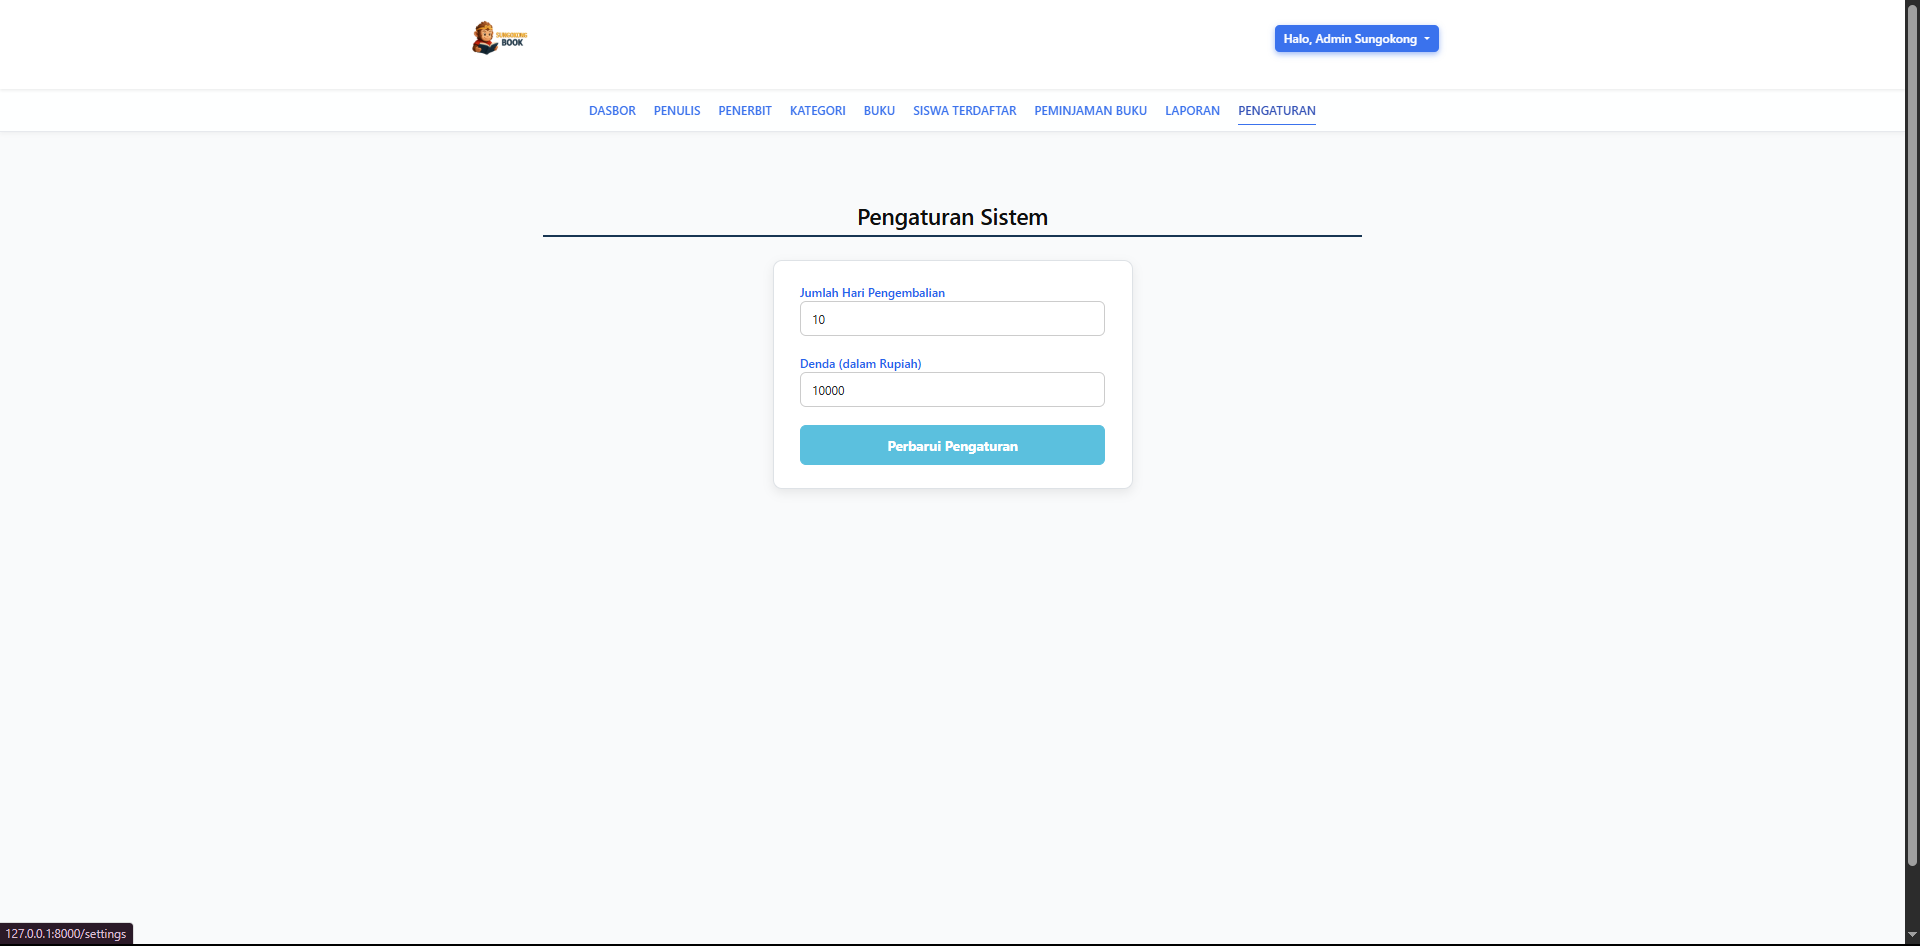 SUNGOKONG
BOOK
Halo, Admin Sungokong
DASBOR PENULIS PENERBIT KATEGORI BUKU SISWA TERDAFTAR PEMINJAMAN BUKU LAPORAN PENGATURAN
Pengaturan Sistem
Jumlah Hari Pengembalian
10
Denda (dalam Rupiah)
10000
Perbarui Pengaturan
127.0.0.1:8000/settings